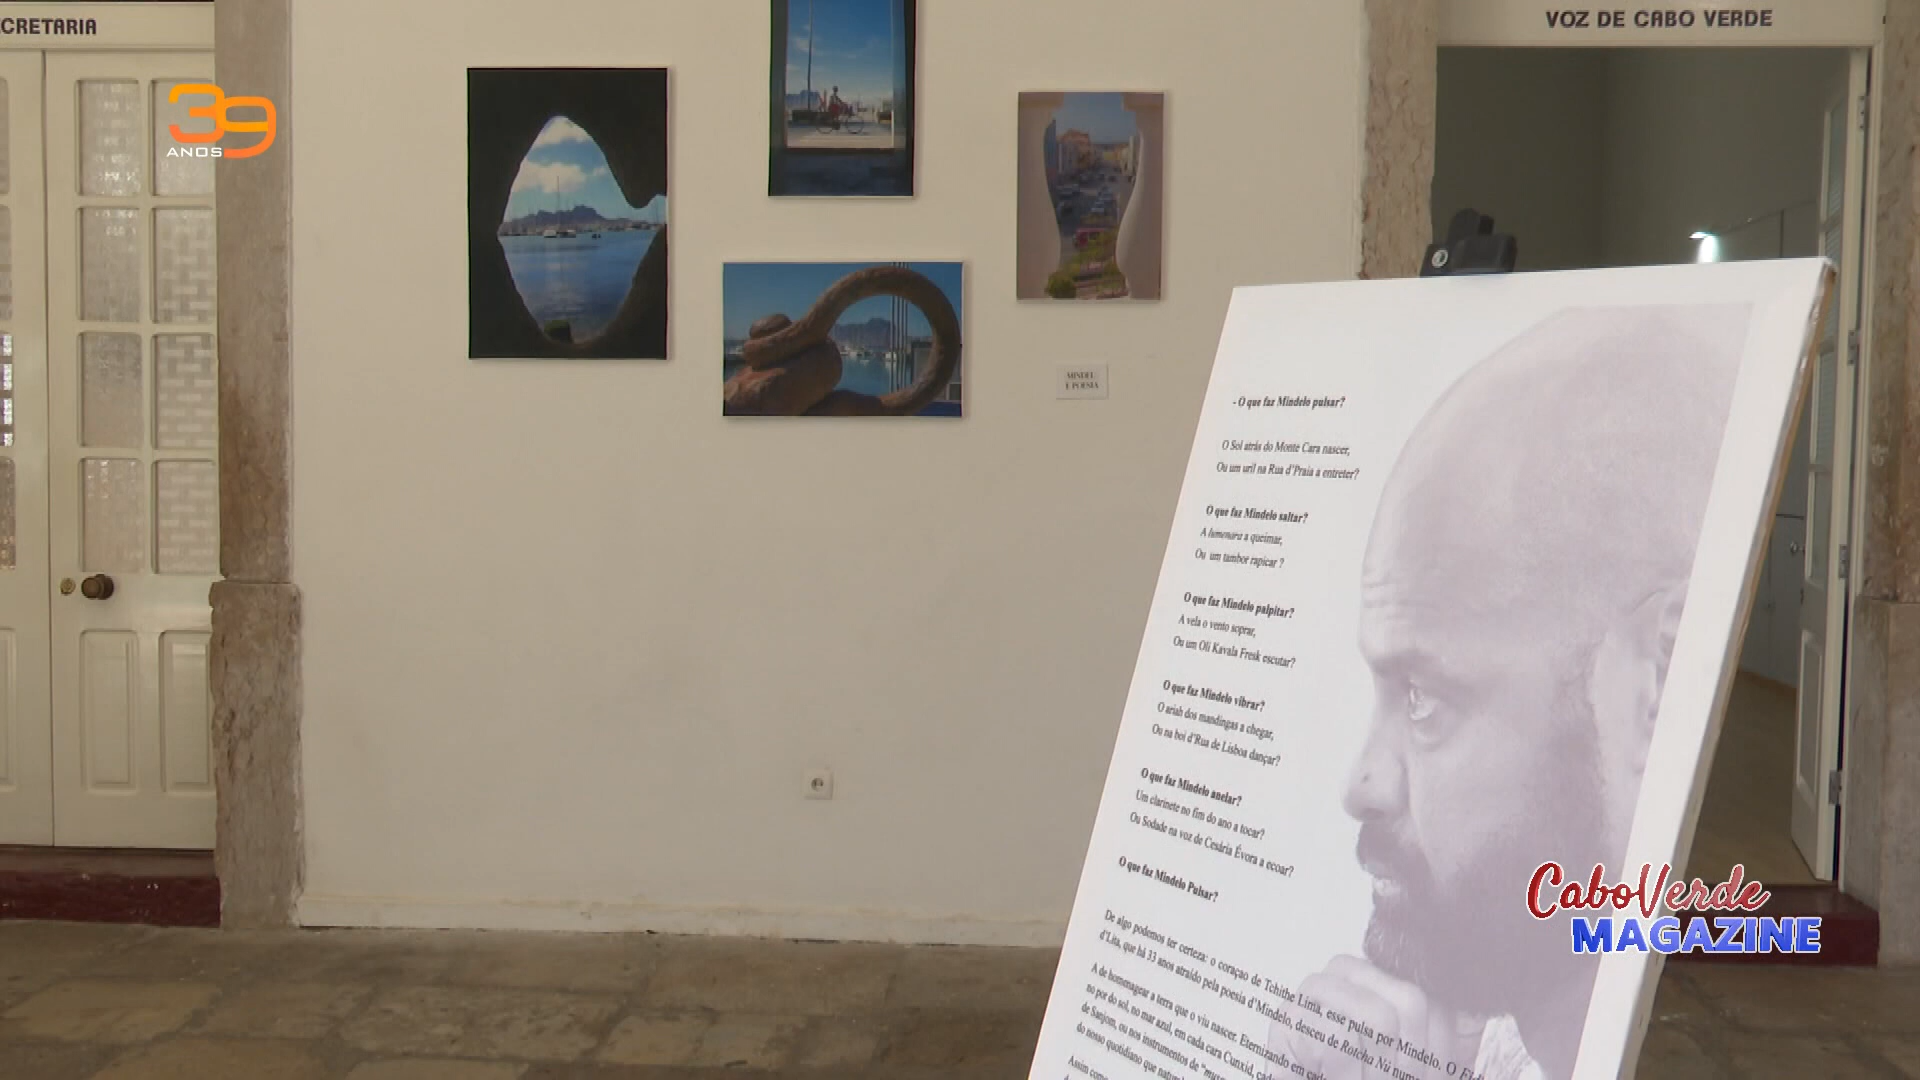 CRETARIA
39
ANOS
VOZ DE CABO VERDE
MINDEL
É POESIA
- O que faz Mindelo pulsar?
O Sol atrás do Monte Cara nascer,
Ou um uril na Rua d'Praia a entreter?
O que faz Mindelo saltar?
A lumenara a queimar,
Ou um tambor rapicar ?
O que faz Mindelo palpitar?
A vela o vento soprar,
Ou um Oli Kavala Fresk escutar?
O que faz Mindelo vibrar?
O ariah dos mandingas a chegar,
Ou na boi d'Rua de Lisboa dançar?
O que faz Mindelo anelar?
Um clarinete no fim do ano a tocar?
Ou Sodade na voz de Cesária Évora a ecoar?
O que faz Mindelo Pulsar?
De algo podemos ter certeza: o coraçao de Tchithe Lima, esse pulsa por Mindelo. O
d'Lita, que há 33 anos atraído pela poesia d'Mindelo, desceu de Rotcha Nú
A de homenagear a terra que o viu nascer. Eternizando em
no por do sol, no mar azul, em cada cara Cunxid,
de Sanjom, ou nos instrumentos de
do nosso quotidiano que
Assim como
CaboVerde
MAGAZINE